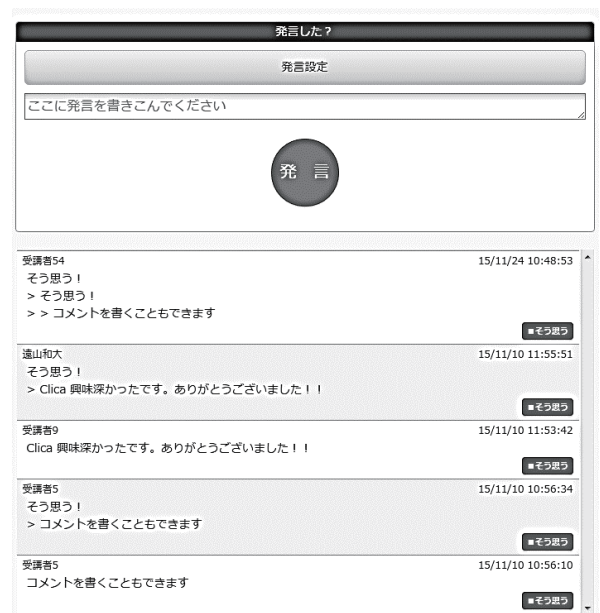 発言した？
発言設定
ここに発言を書きこんでください
発　言
受講者54　15/11/24 10:48:53
そう思う！
> そう思う！
> > コメントを書くこともできます
■そう思う
遠山和大　15/11/10 11:55:51
そう思う！
> Clica 興味深かったです。ありがとうございました！！
■そう思う
受講者9　15/11/10 11:53:42
Clica 興味深かったです。ありがとうございました！！
■そう思う
受講者5　15/11/10 10:56:34
そう思う！
> コメントを書くこともできます
■そう思う
受講者5　15/11/10 10:56:10
コメントを書くこともできます
■そう思う